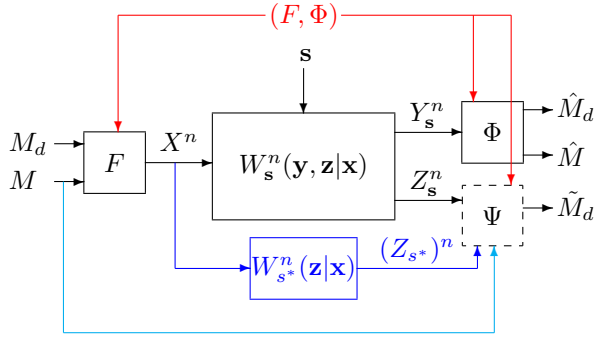 (F, Φ)
𝐬
M_d
M
F
X^n
W_𝐬^n(𝐲, 𝐳|𝐱)
Y_𝐬^n
Z_𝐬^n
Φ
Ψ
M̂_d
M̂
M̃_d
W_{s*}^n(𝐳|𝐱)
(Z_{s*})^n